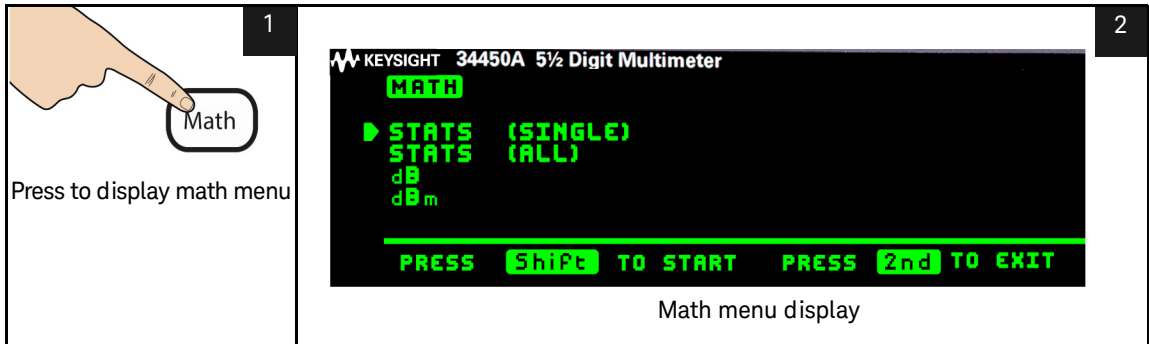 1
Math
Press to display math menu
2
KEYSIGHT 34450A 5½ Digit Multimeter
MATH
STATS (SINGLE)
STATS (ALL)
dB
dBm
PRESS Shift TO START PRESS 2nd TO EXIT
Math menu display